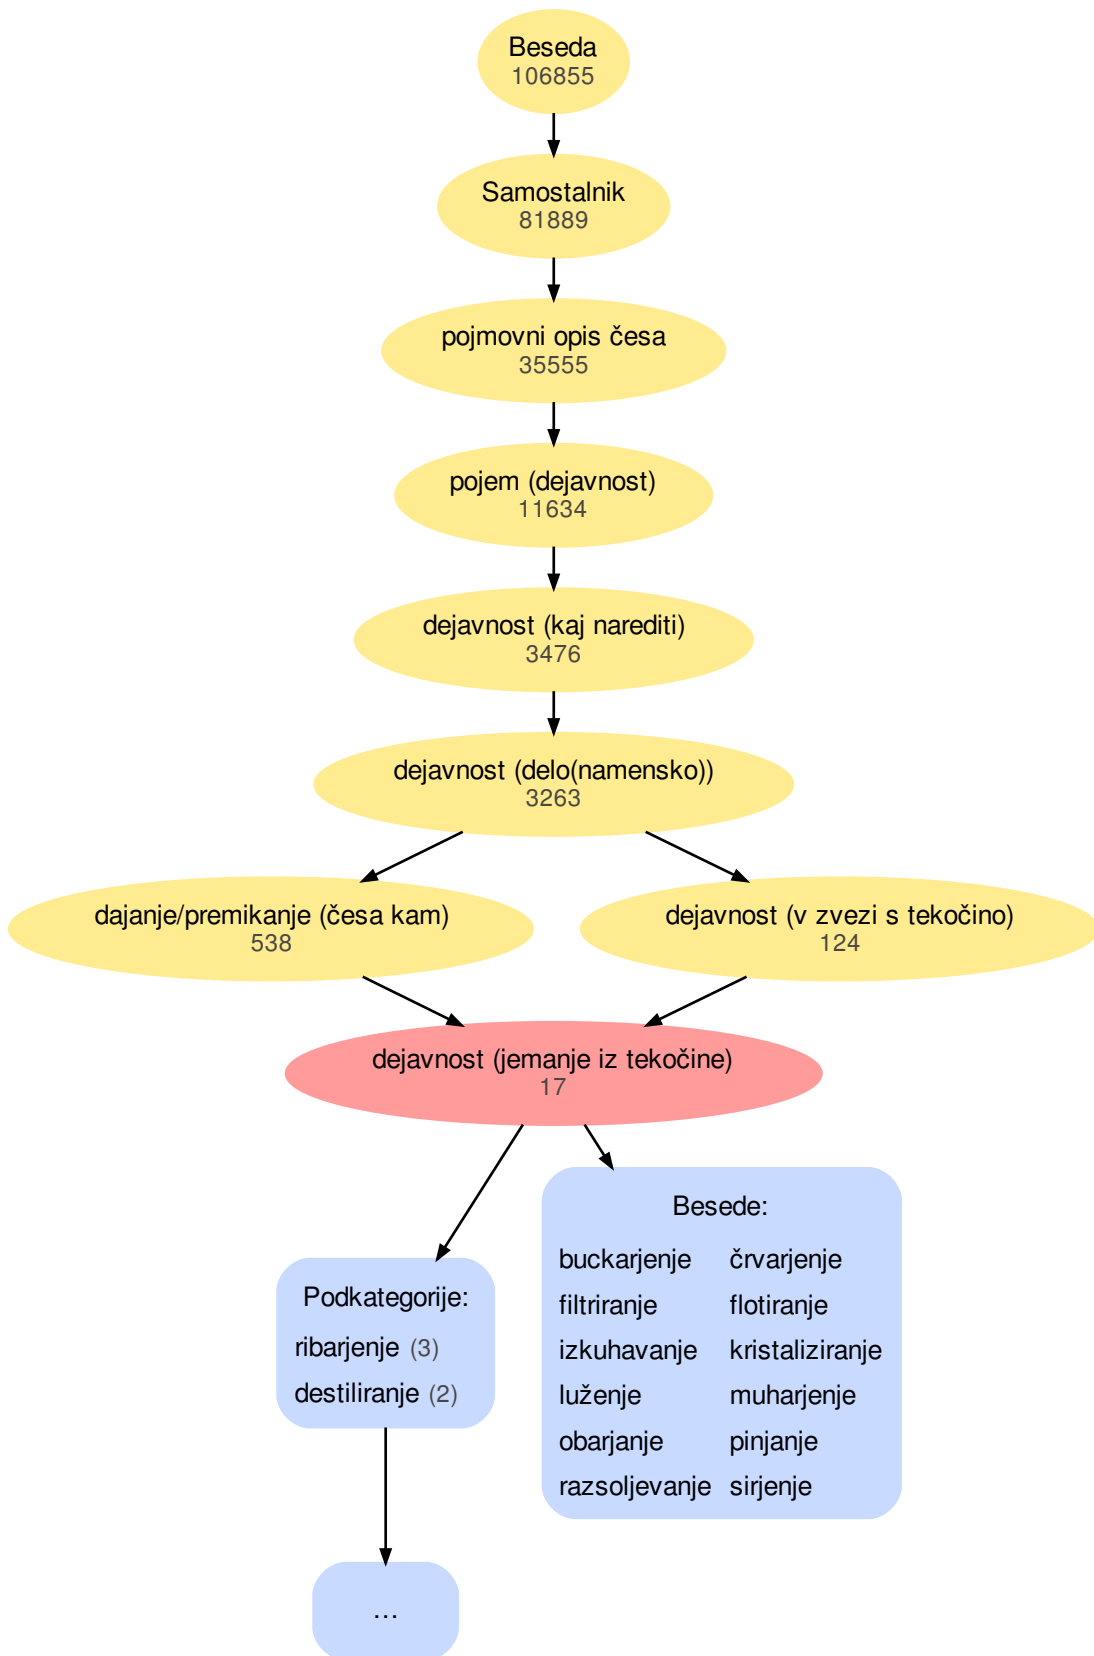 Beseda
106855
Samostalnik
81889
pojmovni opis česa
35555
pojem (dejavnost)
11634
dejavnost (kaj narediti)
3476
dejavnost (delo(namensko))
3263
dajanje/premikanje (česa kam)
538
dejavnost (v zvezi s tekočino)
124
dejavnost (jemanje iz tekočine)
17
Podkategorije:
ribarjenje (3)
destiliranje (2)
...
Besede:
buckarjenje črvarjenje
filtriranje flotiranje
izkuhavanje kristaliziranje
luženje muharjenje
obarjanje pinjanje
razsoljevanje sirjenje